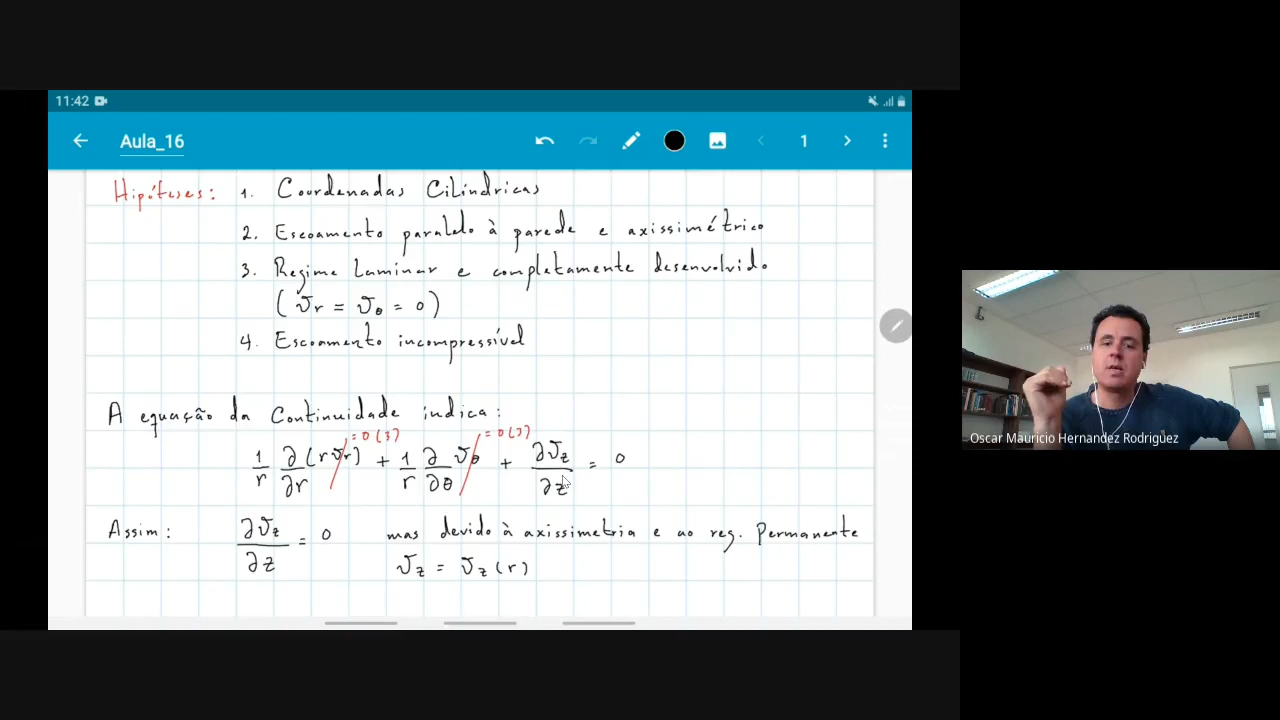 11:42
Aula_16
1
Hipóteses: 1. Coordenadas Cilíndricas
2. Escoamento paralelo à parede e axissimétrico
3. Regime Laminar e completamente desenvolvido
(vr = vθ = 0)
4. Escoamento incompressível
A equação da Continuidade indica:
=0(3) =0(3)
1/r ∂(r vr)/∂r + 1/r ∂/∂θ vθ + ∂vz/∂z = 0
Assim: ∂vz/∂z = 0 mas devido à axissimetria e ao reg. Permanente
vz = vz(r)
Oscar Mauricio Hernandez Rodriguez